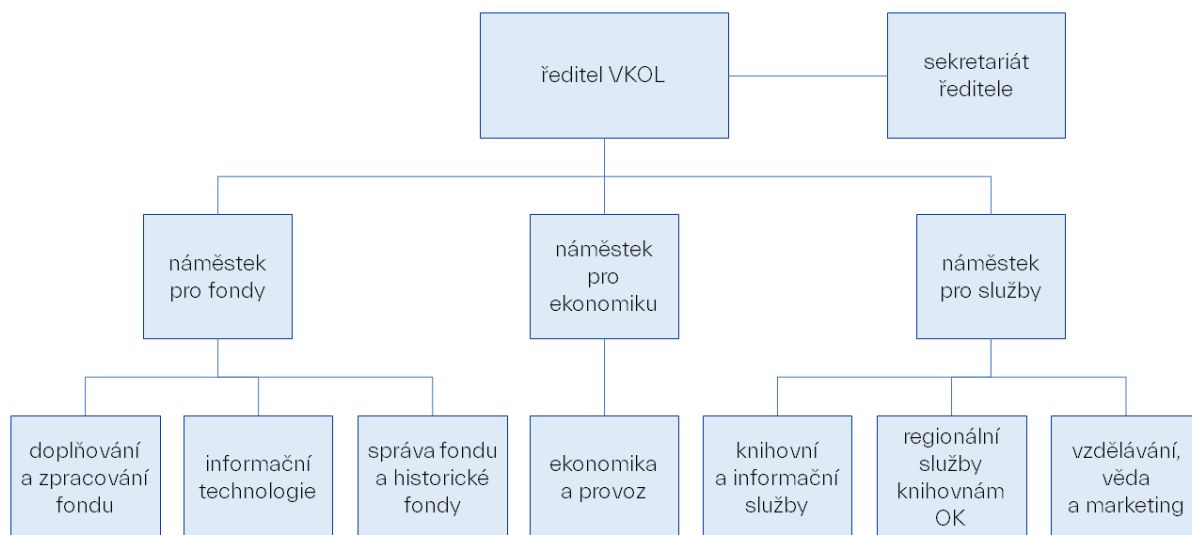 ředitel VKOL
sekretariát
ředitele
náměstek
pro fondy
náměstek
pro
ekonomiku
náměstek
pro služby
doplňování
a zpracování
fondu
informační
technologie
správa fondu
a historické
fondy
ekonomika
a provoz
knihovní
a informační
služby
regionální
služby
knihovnám
OK
vzdělávání,
věda
a marketing